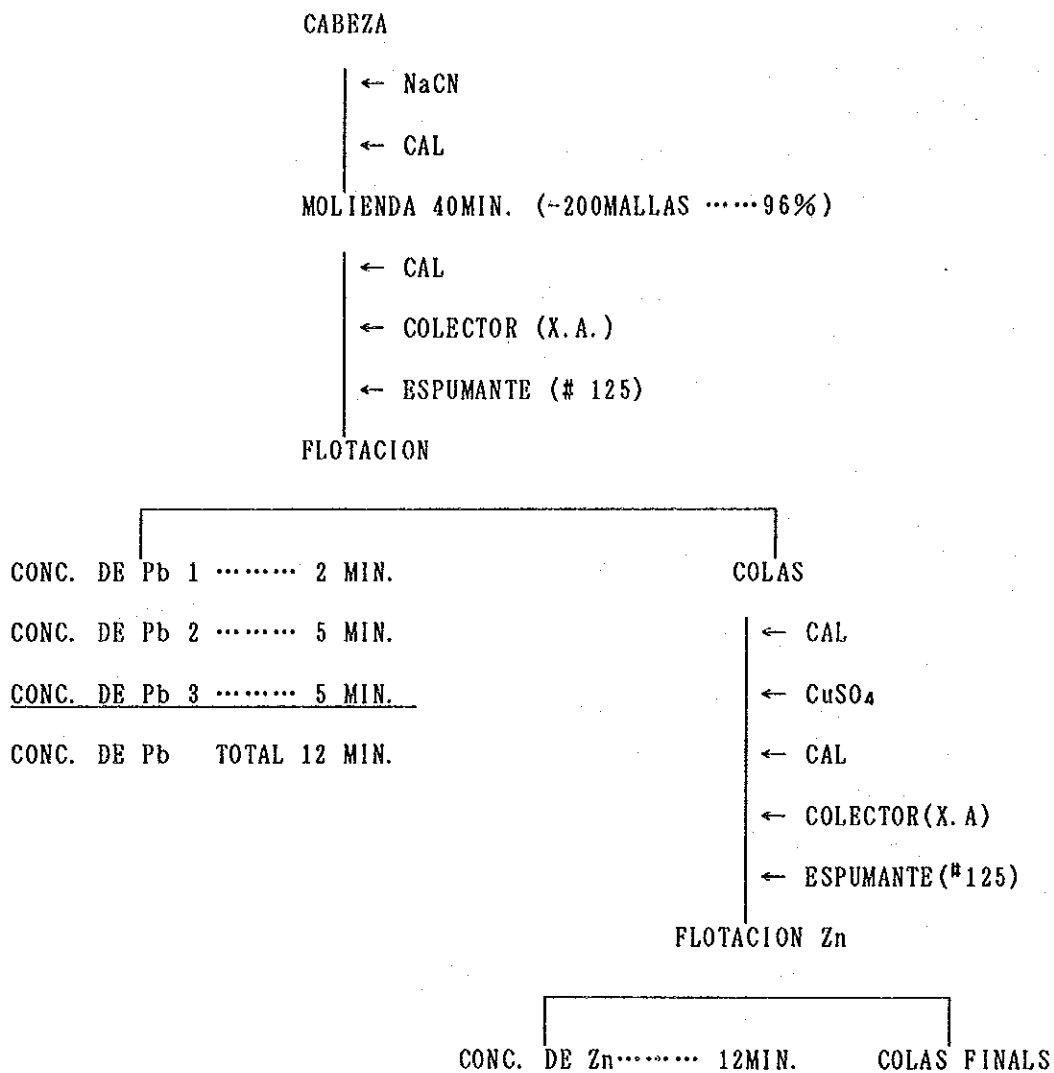 CABEZA
← NaCN
← CAL
MOLIENDA 40MIN. (-200MALLAS ······96%)
← CAL
← COLECTOR (X.A.)
← ESPUMANTE (# 125)
FLOTACION
CONC. DE Pb 1 ········· 2 MIN.
COLAS
CONC. DE Pb 2 ········· 5 MIN.
← CAL
CONC. DE Pb 3 ········· 5 MIN.
← CuSO₄
CONC. DE Pb TOTAL 12 MIN.
← CAL
← COLECTOR(X.A)
← ESPUMANTE(#125)
FLOTACION Zn
CONC. DE Zn········· 12MIN.
COLAS FINALS